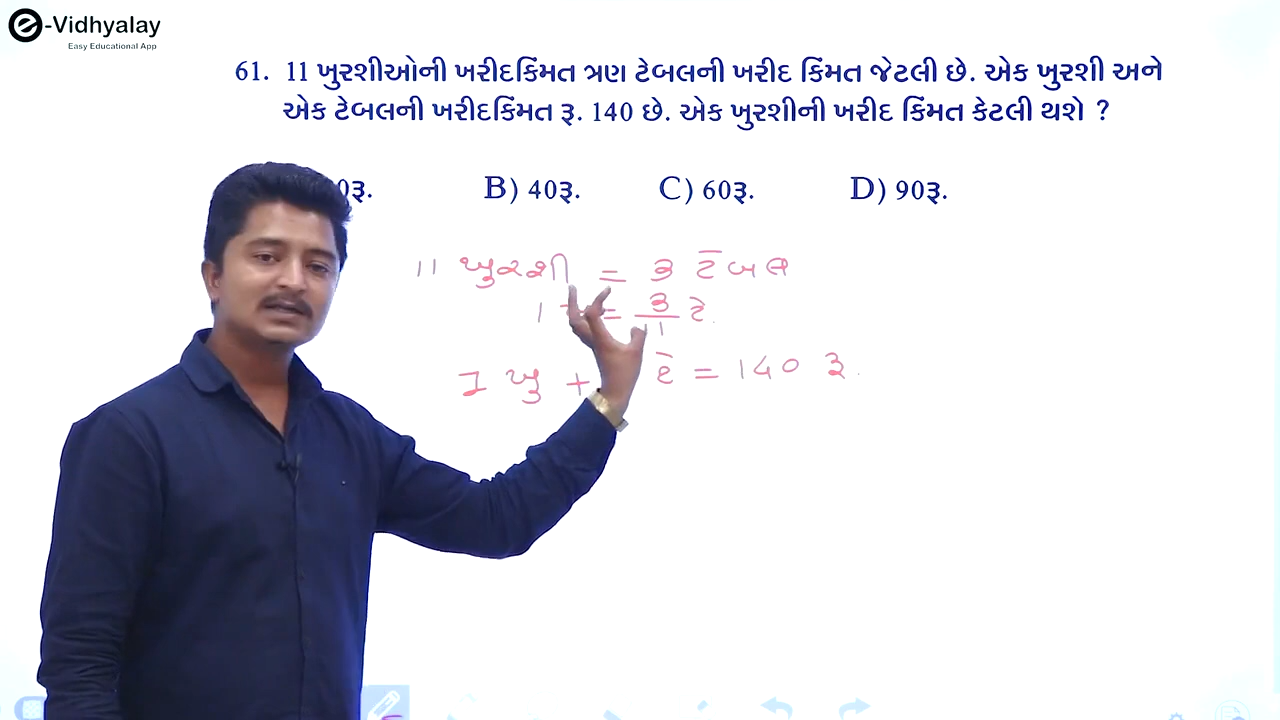 e-Vidhyalay
Easy Educational App
61. 11 ખુરશીઓની ખરીદકિંમત ત્રણ ટેબલની ખરીદ કિંમત જેટલી છે. એક ખુરશી અને
એક ટેબલની ખરીદકિંમત રૂ. 140 છે. એક ખુરશીની ખરીદ કિંમત કેટલી થશે ?
0રૂ. B) 40રૂ. C) 60રૂ. D) 90રૂ.
11 ખુરશી = 3 ટેબલ
1 = 3/11 ટે.
1 ખુ + ટે = 140 રૂ.